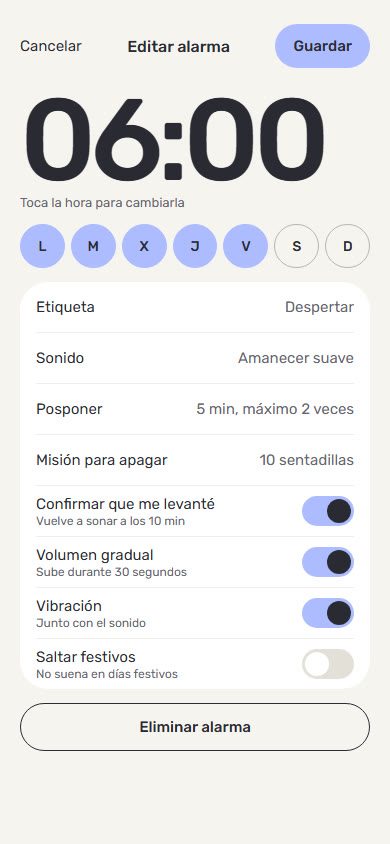 Cancelar
Editar alarma
Guardar
06:00
Toca la hora para cambiarla
L M X J V S D
Etiqueta Despertar
Sonido Amanecer suave
Posponer 5 min, máximo 2 veces
Misión para apagar 10 sentadillas
Confirmar que me levanté
Vuelve a sonar a los 10 min
Volumen gradual
Sube durante 30 segundos
Vibración
Junto con el sonido
Saltar festivos
No suena en días festivos
Eliminar alarma